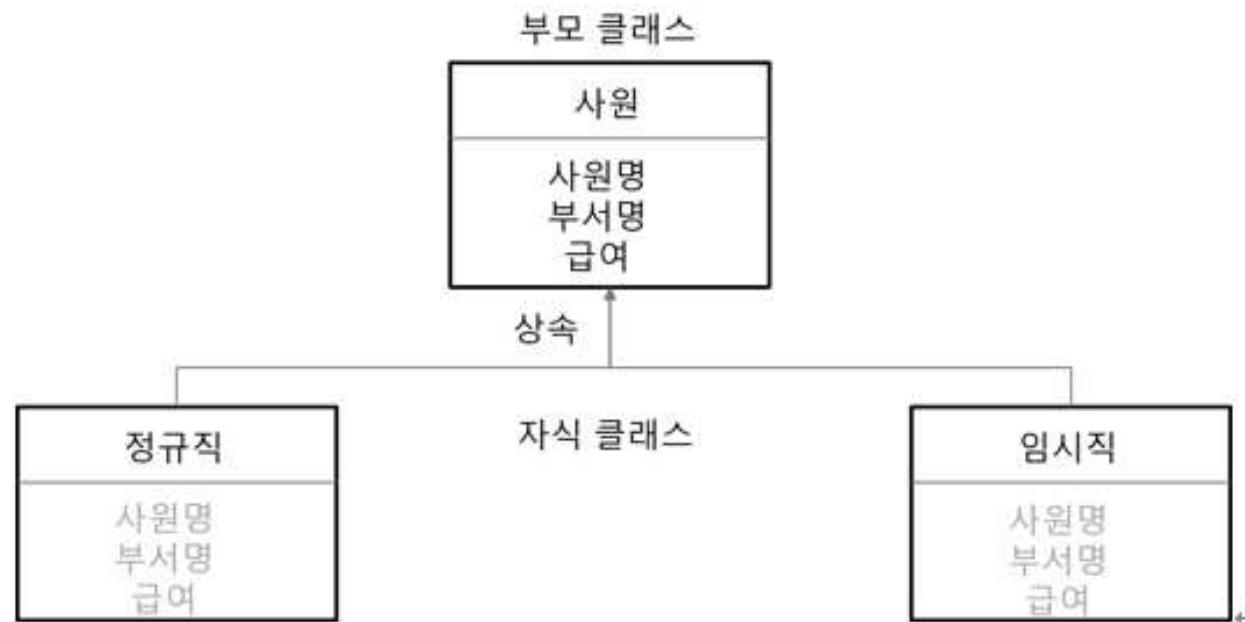 부모 클래스
사원
사원명
부서명
급여
상속
자식 클래스
정규직
사원명
부서명
급여
임시직
사원명
부서명
급여